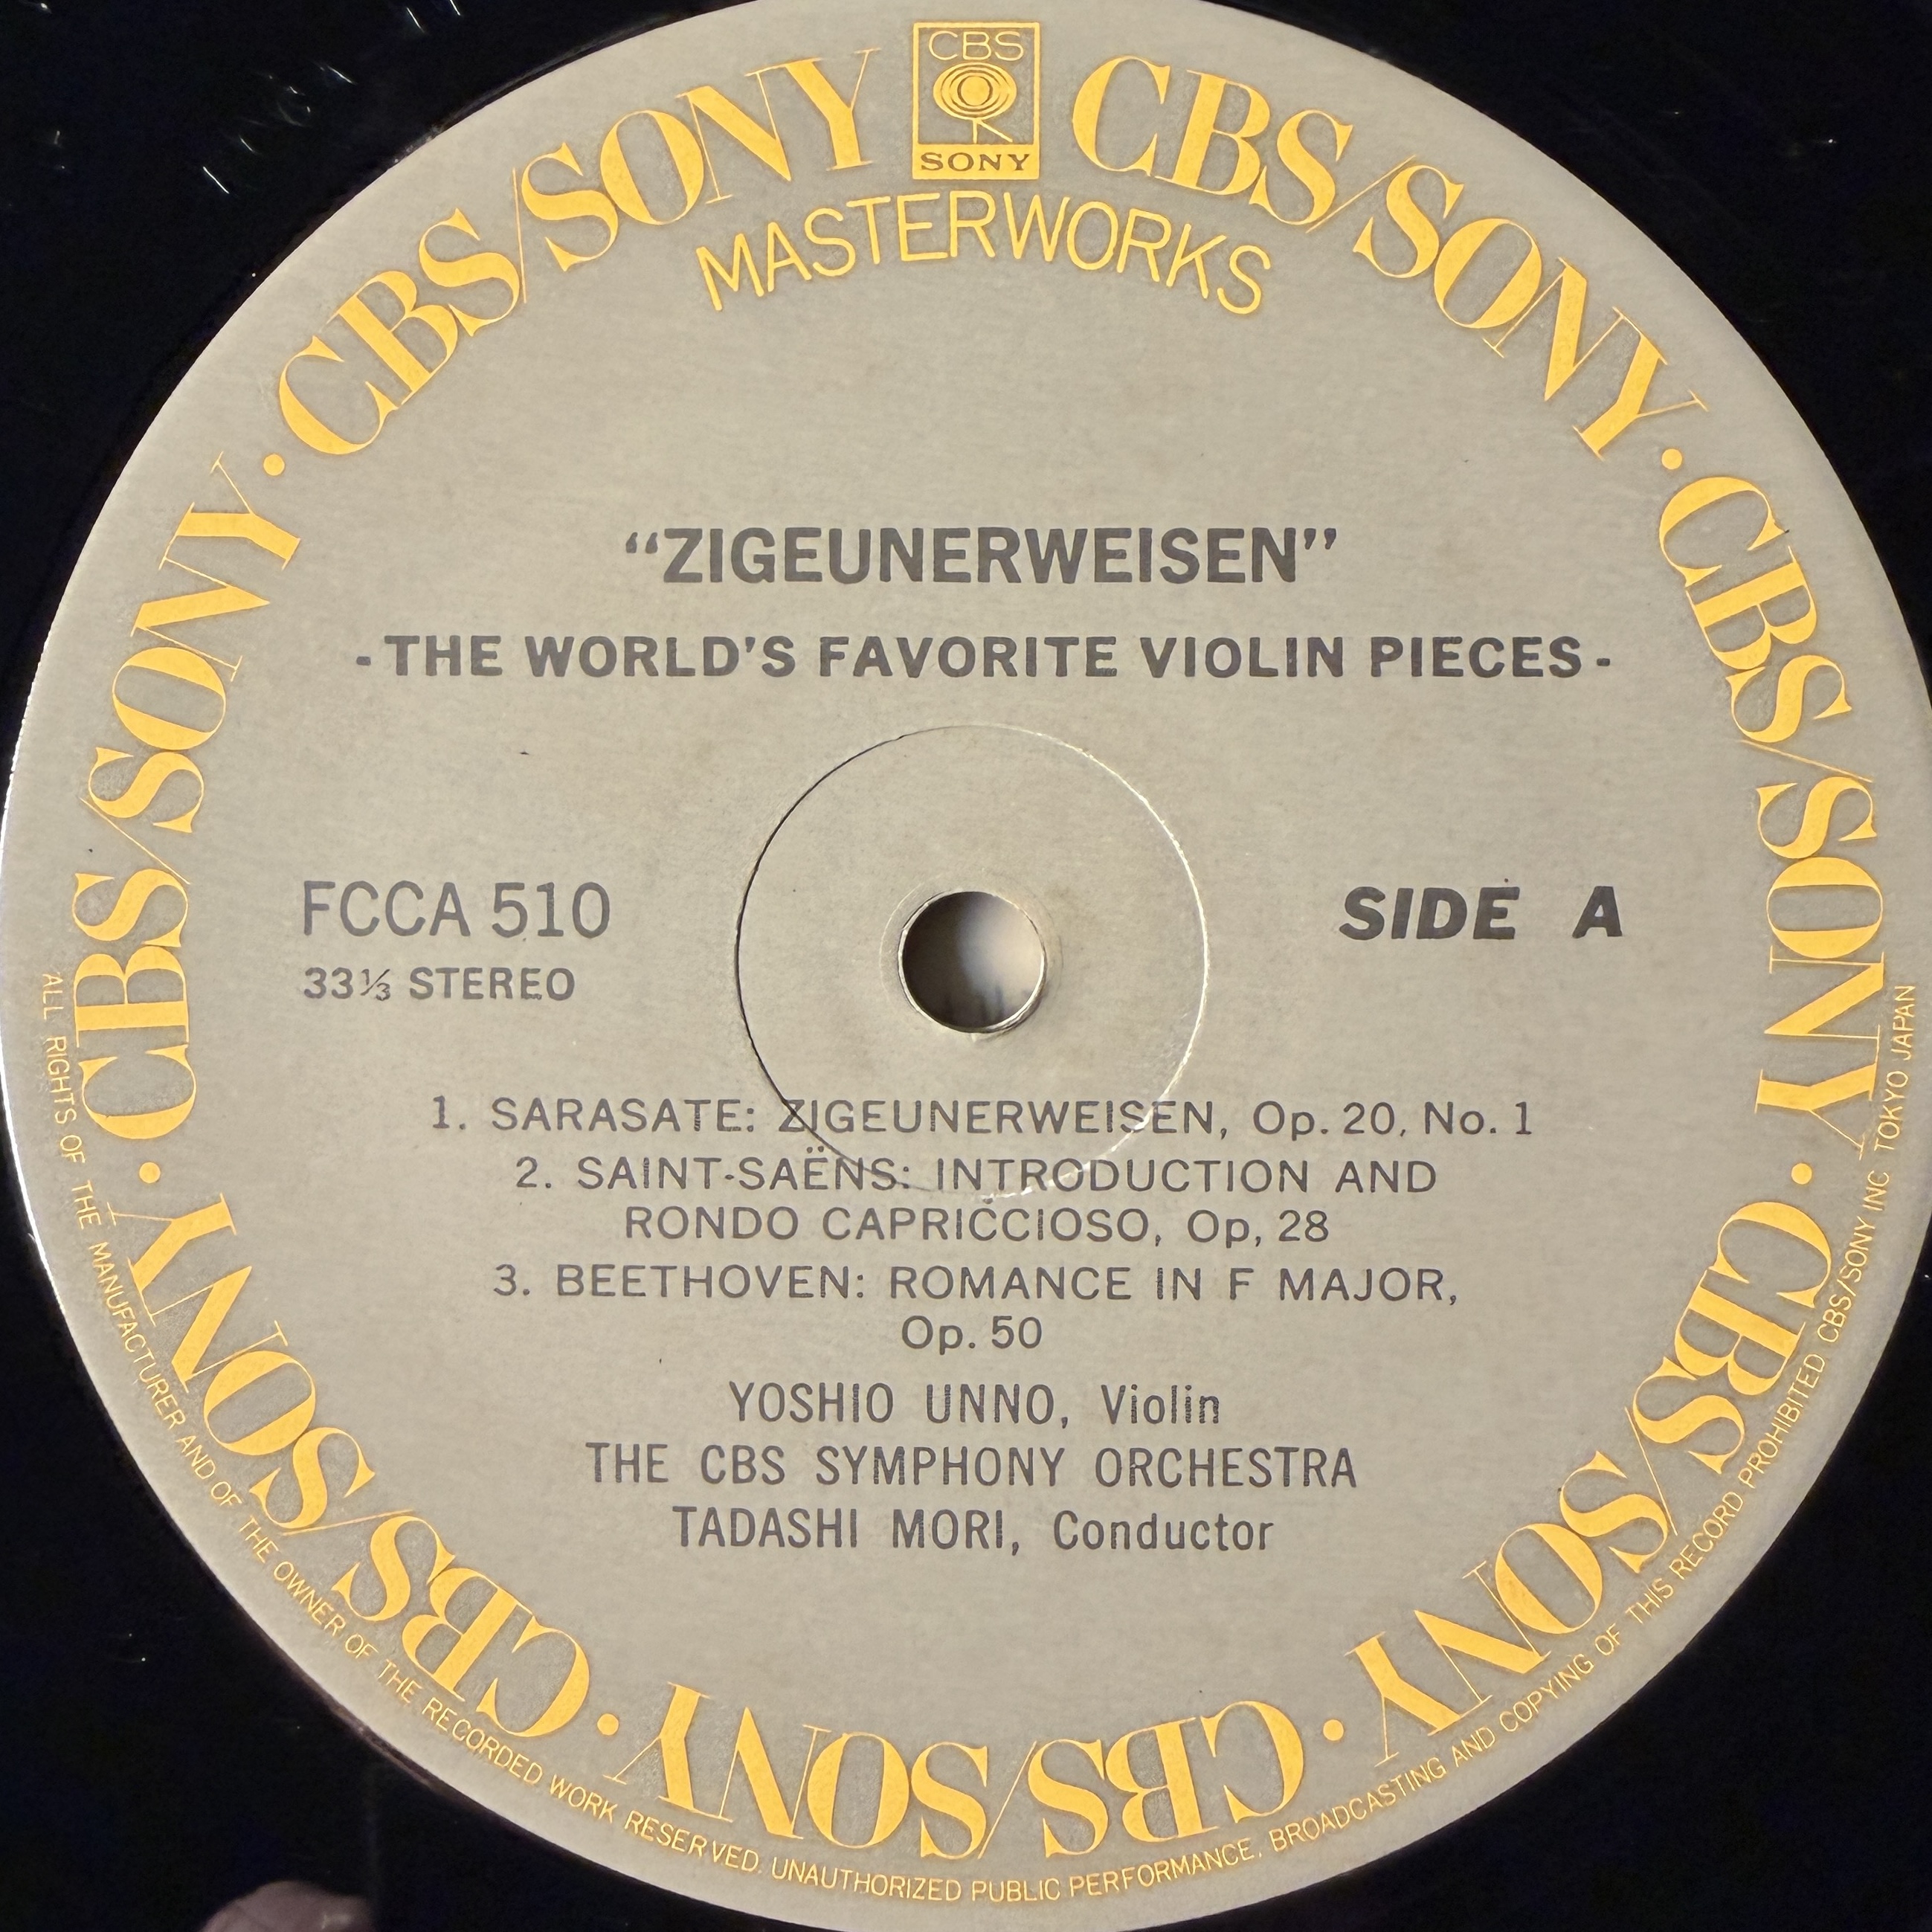 CBS
SONY
MASTERWORKS
CBS/SONY · CBS/SONY · CBS/SONY · CBS/SONY · CBS/SONY · CBS/SONY · CBS/SONY
“ZIGEUNERWEISEN”
-THE WORLD'S FAVORITE VIOLIN PIECES-
FCCA 510
33⅓ STEREO
SIDE A
1. SARASATE: ZIGEUNERWEISEN, Op. 20, No. 1
2. SAINT-SAËNS: INTRODUCTION AND
RONDO CAPRICCIOSO, Op, 28
3. BEETHOVEN: ROMANCE IN F MAJOR,
Op. 50
YOSHIO UNNO, Violin
THE CBS SYMPHONY ORCHESTRA
TADASHI MORI, Conductor
ALL RIGHTS OF THE MANUFACTURER AND OF THE OWNER OF THE RECORDED WORK RESERVED. UNAUTHORIZED PUBLIC PERFORMANCE. BROADCASTING AND COPYING OF THIS RECORD PROHIBITED CBS/SONY INC TOKYO JAPAN